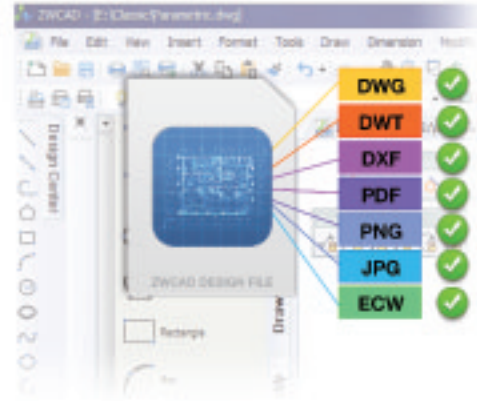 ZWCAD - [E:\Classic\Parametric.dwg]
File Edit View Insert Format Tools Draw Dimension
Design Center
DWG
DWT
DXF
PDF
PNG
JPG
ECW
ZWCAD DESIGN FILE
Draw
Rectangle